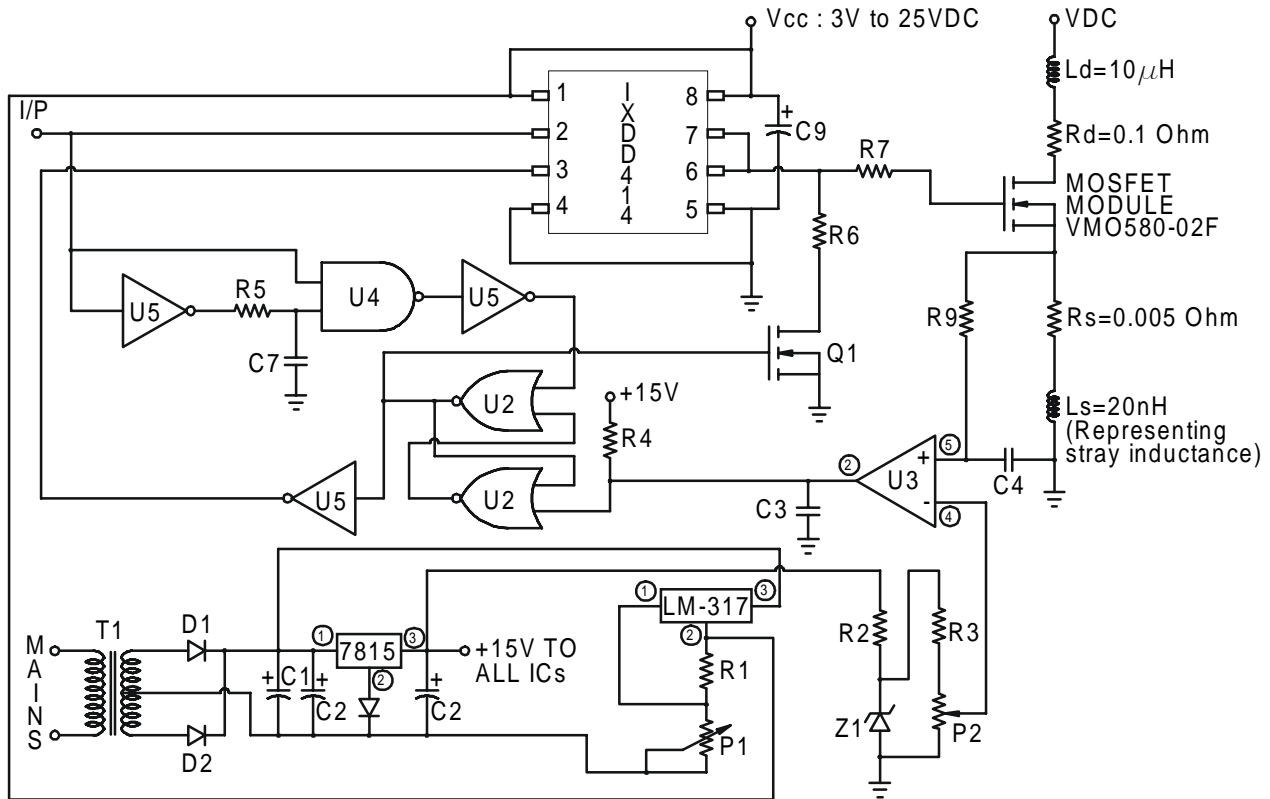 Vcc : 3V to 25VDC
VDC
Ld=10μH
I/P
1
2
3
4
IXDD414
8
7
6
5
+
C9
R7
Rd=0.1 Ohm
MOSFET
MODULE
VMO580-02F
R6
U5
R5
C7
U4
U5
Q1
R9
Rs=0.005 Ohm
U2
+15V
R4
U2
U5
C3
2
U3
+
5
-
4
C4
Ls=20nH
(Representing
stray inductance)
MAINS
T1
D1
D2
+
C1
+
C2
1
7815
3
2
+
C2
+15V TO
ALL ICs
1
LM-317
3
2
R1
P1
R2
R3
Z1
P2